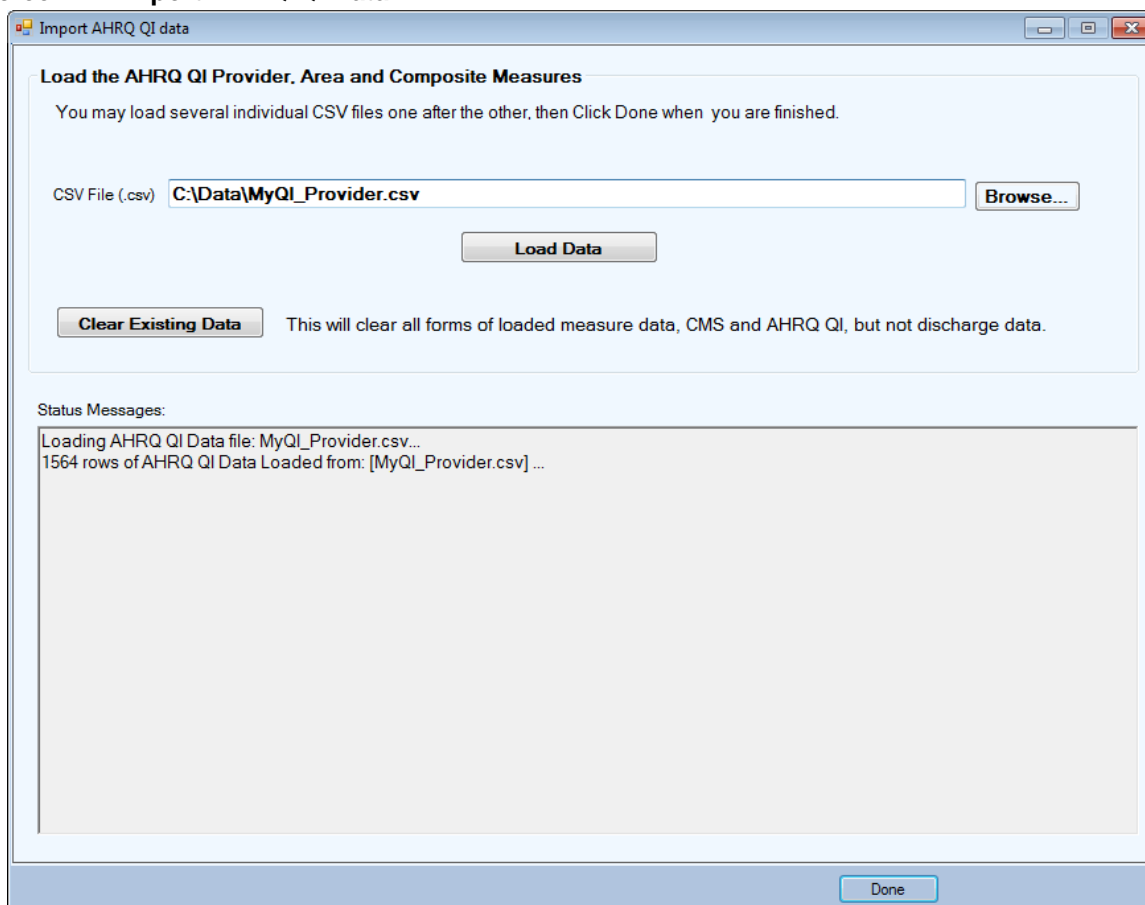 Import AHRQ QI data
Load the AHRQ QI Provider, Area and Composite Measures
You may load several individual CSV files one after the other, then Click Done when you are finished.
CSV File (.csv) C:\Data\MyQI_Provider.csv Browse...
Load Data
Clear Existing Data This will clear all forms of loaded measure data, CMS and AHRQ QI, but not discharge data.
Status Messages:
Loading AHRQ QI Data file: MyQI_Provider.csv...
1564 rows of AHRQ QI Data Loaded from: [MyQI_Provider.csv] ...
Done